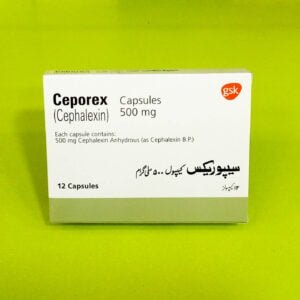 Ceporex Capsules
(Cephalexin) 500 mg
gsk
Each capsule contains:
500 mg Cephalexin Anhydrous (as Cephalexin B.P.)
سیپوریکس کیپسول ۵۰۰ ملی گرام
12 Capsules